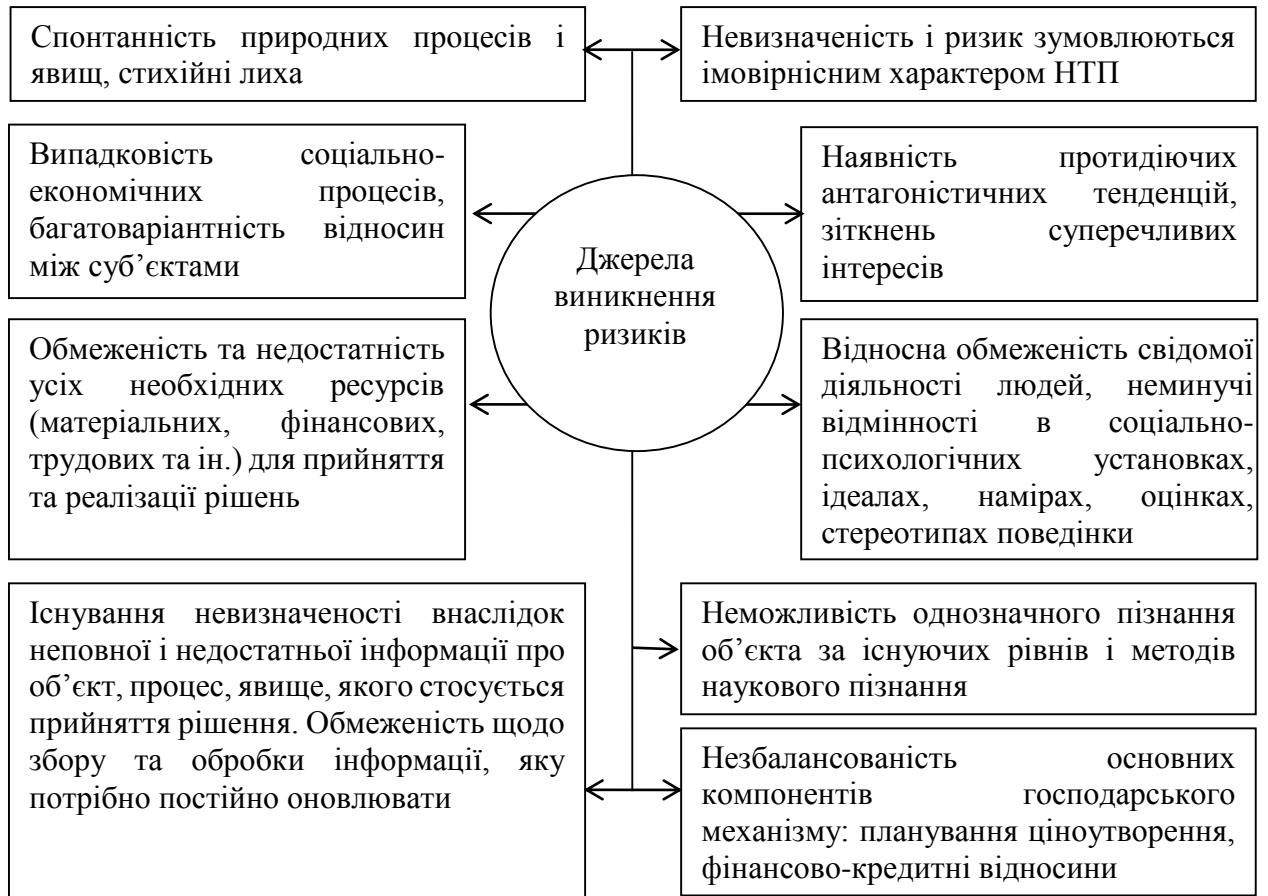 Спонтанність природних процесів і
явищ, стихійні лиха
Невизначеність і ризик зумовлюються
імовірнісним характером НТП
Випадковість соціально-
економічних процесів,
багатоваріантність відносин
між суб’єктами
Наявність протидіючих
антагоністичних тенденцій,
зіткнень суперечливих
інтересів
Джерела
виникнення
ризиків
Обмеженість та недостатність
усіх необхідних ресурсів
(матеріальних, фінансових,
трудових та ін.) для прийняття
та реалізації рішень
Відносна обмеженість свідомої
діяльності людей, неминучі
відмінності в соціально-
психологічних установках,
ідеалах, намірах, оцінках,
стереотипах поведінки
Існування невизначеності внаслідок
неповної і недостатньої інформації про
об’єкт, процес, явище, якого стосується
прийняття рішення. Обмеженість щодо
збору та обробки інформації, яку
потрібно постійно оновлювати
Неможливість однозначного пізнання
об’єкта за існуючих рівнів і методів
наукового пізнання
Незбалансованість основних
компонентів господарського
механізму: планування ціноутворення,
фінансово-кредитні відносини